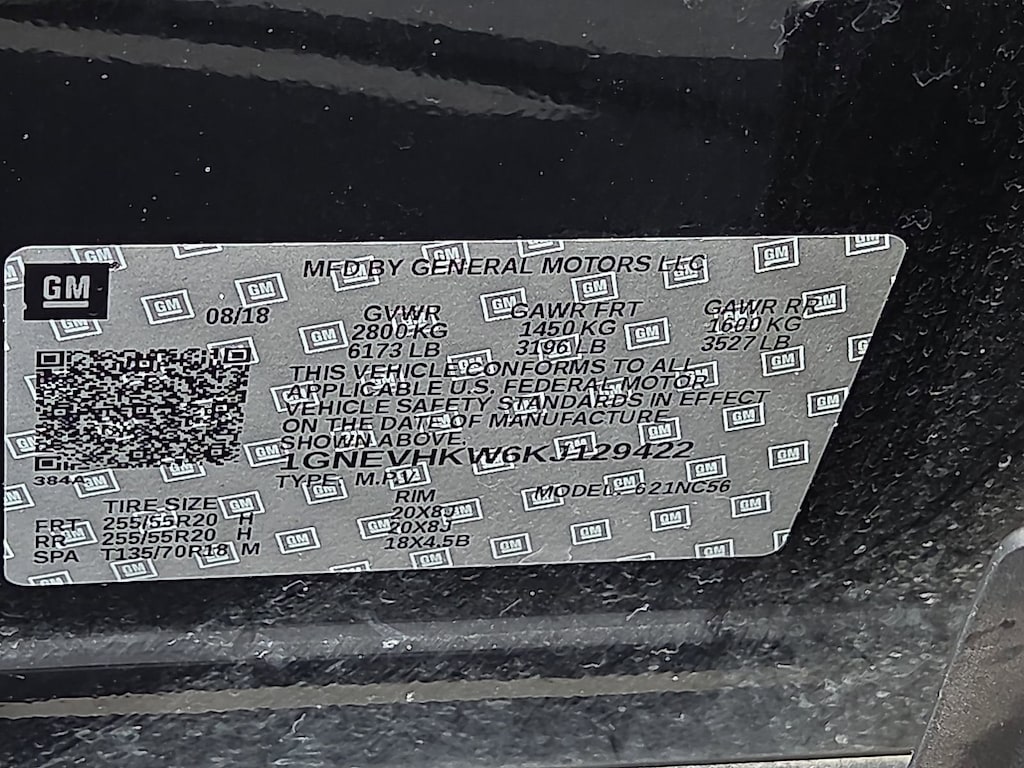 GM
MFD BY GENERAL MOTORS LLC
08/18 GVWR GAWR FRT GAWR RR
2800 KG 1450 KG 1600 KG
6173 LB 3196 LB 3527 LB
THIS VEHICLE CONFORMS TO ALL
APPLICABLE U.S. FEDERAL MOTOR
VEHICLE SAFETY STANDARDS IN EFFECT
ON THE DATE OF MANUFACTURE
SHOWN ABOVE.
1GNEVHKW6KJ129422
384A TYPE: M.P.V. MODEL: 621NC56
TIRE SIZE RIM
FRT 255/55R20 H 20X8J
RR 255/55R20 H 20X8J
SPA T135/70R18 M 18X4.5B